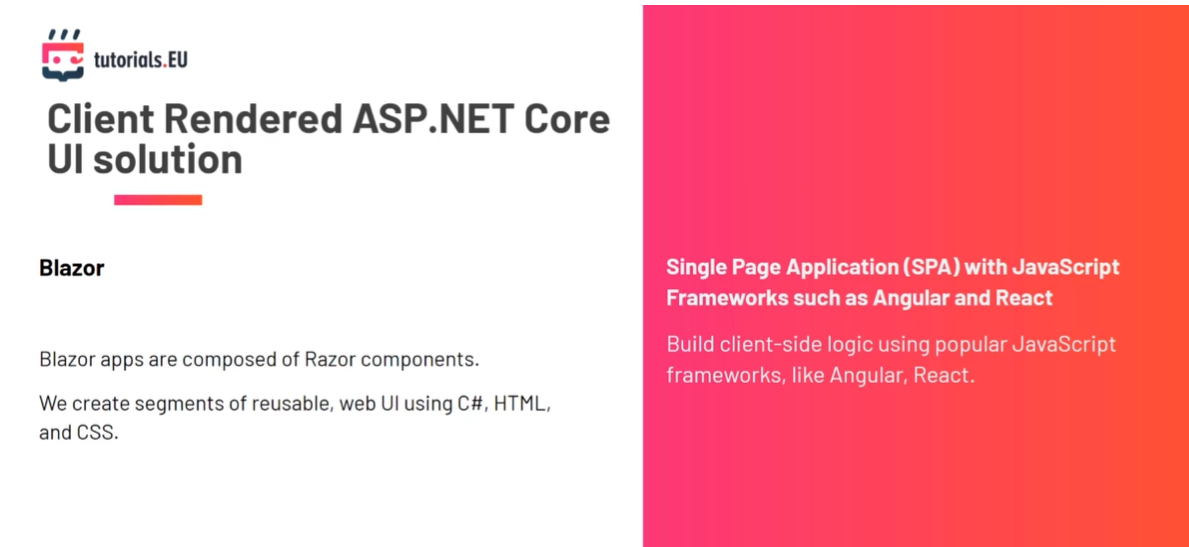 tutorials.EU
Client Rendered ASP.NET Core
UI solution
Blazor
Blazor apps are composed of Razor components.
We create segments of reusable, web UI using C#, HTML,
and CSS.
Single Page Application (SPA) with JavaScript
Frameworks such as Angular and React
Build client-side logic using popular JavaScript
frameworks, like Angular, React.